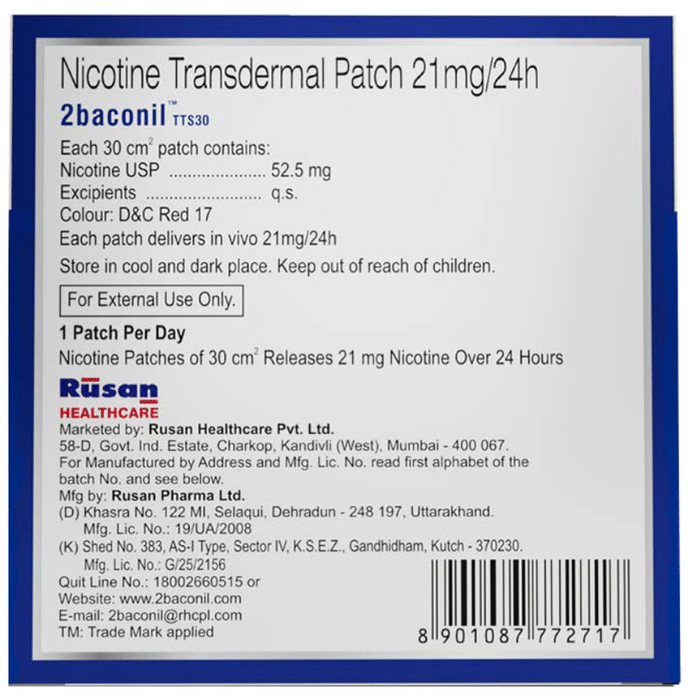 Nicotine Transdermal Patch 21mg/24h
2baconil™ TTS30
Each 30 cm² patch contains:
Nicotine USP .................... 52.5 mg
Excipients ........................ q.s.
Colour: D&C Red 17
Each patch delivers in vivo 21mg/24h
Store in cool and dark place. Keep out of reach of children.
For External Use Only.
1 Patch Per Day
Nicotine Patches of 30 cm² Releases 21 mg Nicotine Over 24 Hours
Rūsan
HEALTHCARE
Marketed by: Rusan Healthcare Pvt. Ltd.
58-D, Govt. Ind. Estate, Charkop, Kandivli (West), Mumbai - 400 067.
For Manufactured by Address and Mfg. Lic. No. read first alphabet of the
batch No. and see below.
Mfg by: Rusan Pharma Ltd.
(D) Khasra No. 122 MI, Selaqui, Dehradun - 248 197, Uttarakhand.
Mfg. Lic. No.: 19/UA/2008
(K) Shed No. 383, AS-I Type, Sector IV, K.S.E.Z., Gandhidham, Kutch - 370230.
Mfg. Lic. No.: G/25/2156
Quit Line No.: 18002660515 or
Website: www.2baconil.com
E-mail: 2baconil@rhcpl.com
TM: Trade Mark applied
8 901087 772717